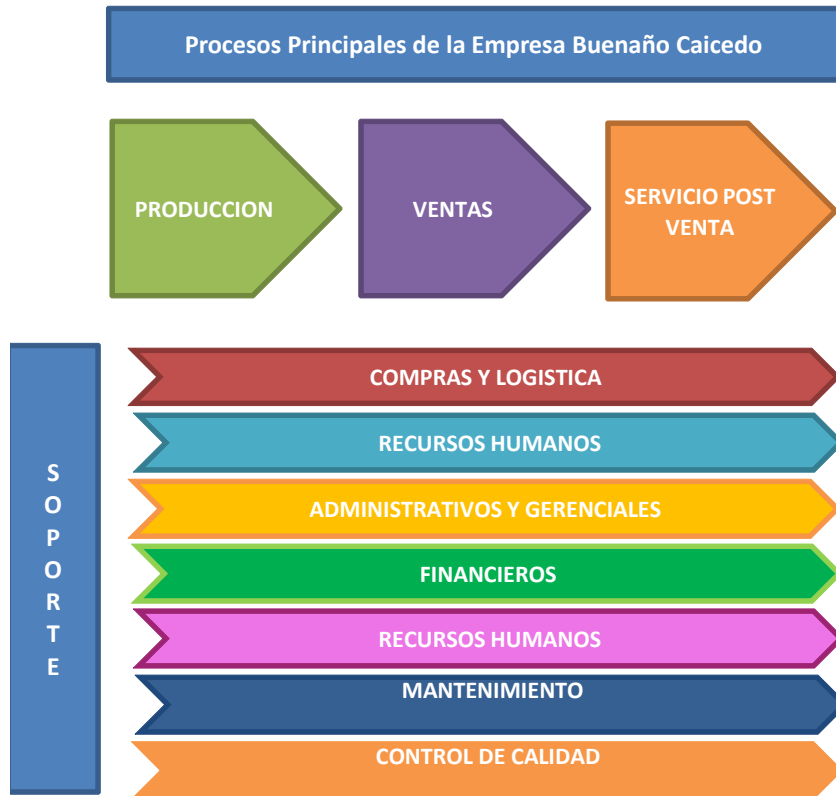 Procesos Principales de la Empresa Buenaño Caicedo
PRODUCCION
VENTAS
SERVICIO POST
VENTA
SOPORTE
COMPRAS Y LOGISTICA
RECURSOS HUMANOS
ADMINISTRATIVOS Y GERENCIALES
FINANCIEROS
RECURSOS HUMANOS
MANTENIMIENTO
CONTROL DE CALIDAD